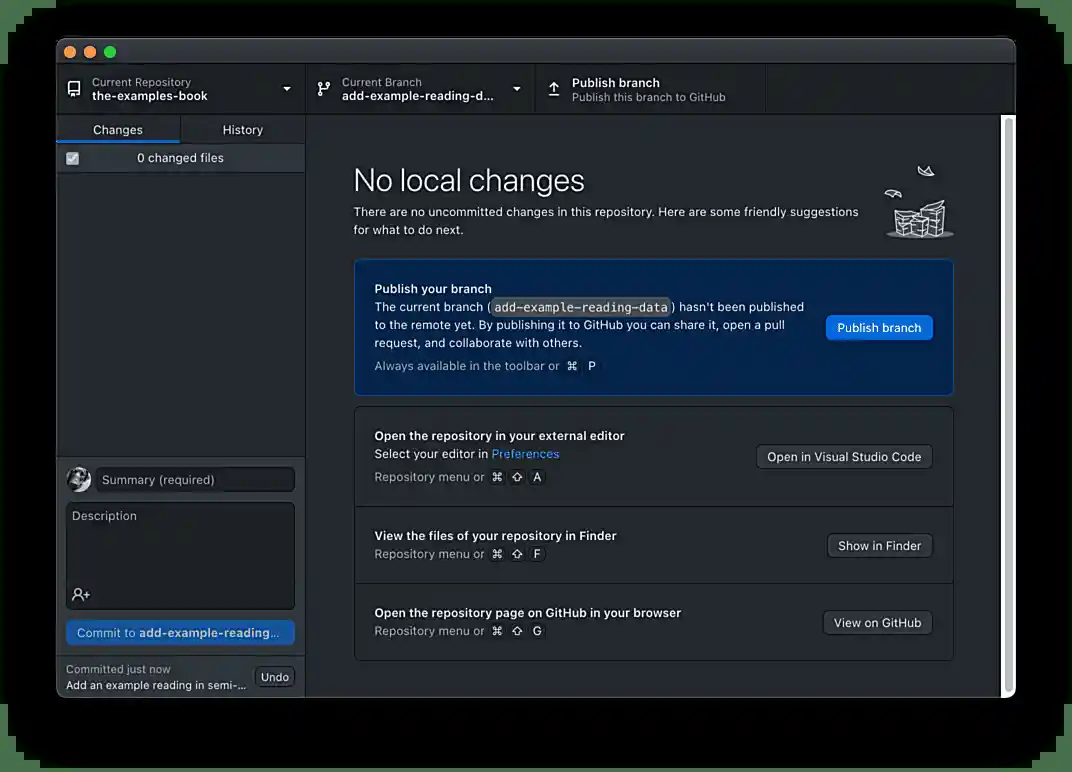 Current Repository
the-examples-book
Current Branch
add-example-reading-d...
Publish branch
Publish this branch to GitHub
Changes
History
0 changed files
No local changes
There are no uncommitted changes in this repository. Here are some friendly suggestions
for what to do next.
Publish your branch
The current branch (add-example-reading-data) hasn't been published
to the remote yet. By publishing it to GitHub you can share it, open a pull
request, and collaborate with others.
Always available in the toolbar or ⌘ P
Publish branch
Open the repository in your external editor
Select your editor in Preferences
Repository menu or ⌘ ⇧ A
Open in Visual Studio Code
View the files of your repository in Finder
Repository menu or ⌘ ⇧ F
Show in Finder
Open the repository page on GitHub in your browser
Repository menu or ⌘ ⇧ G
View on GitHub
Summary (required)
Description
Commit to add-example-reading...
Committed just now
Add an example reading in semi-...
Undo